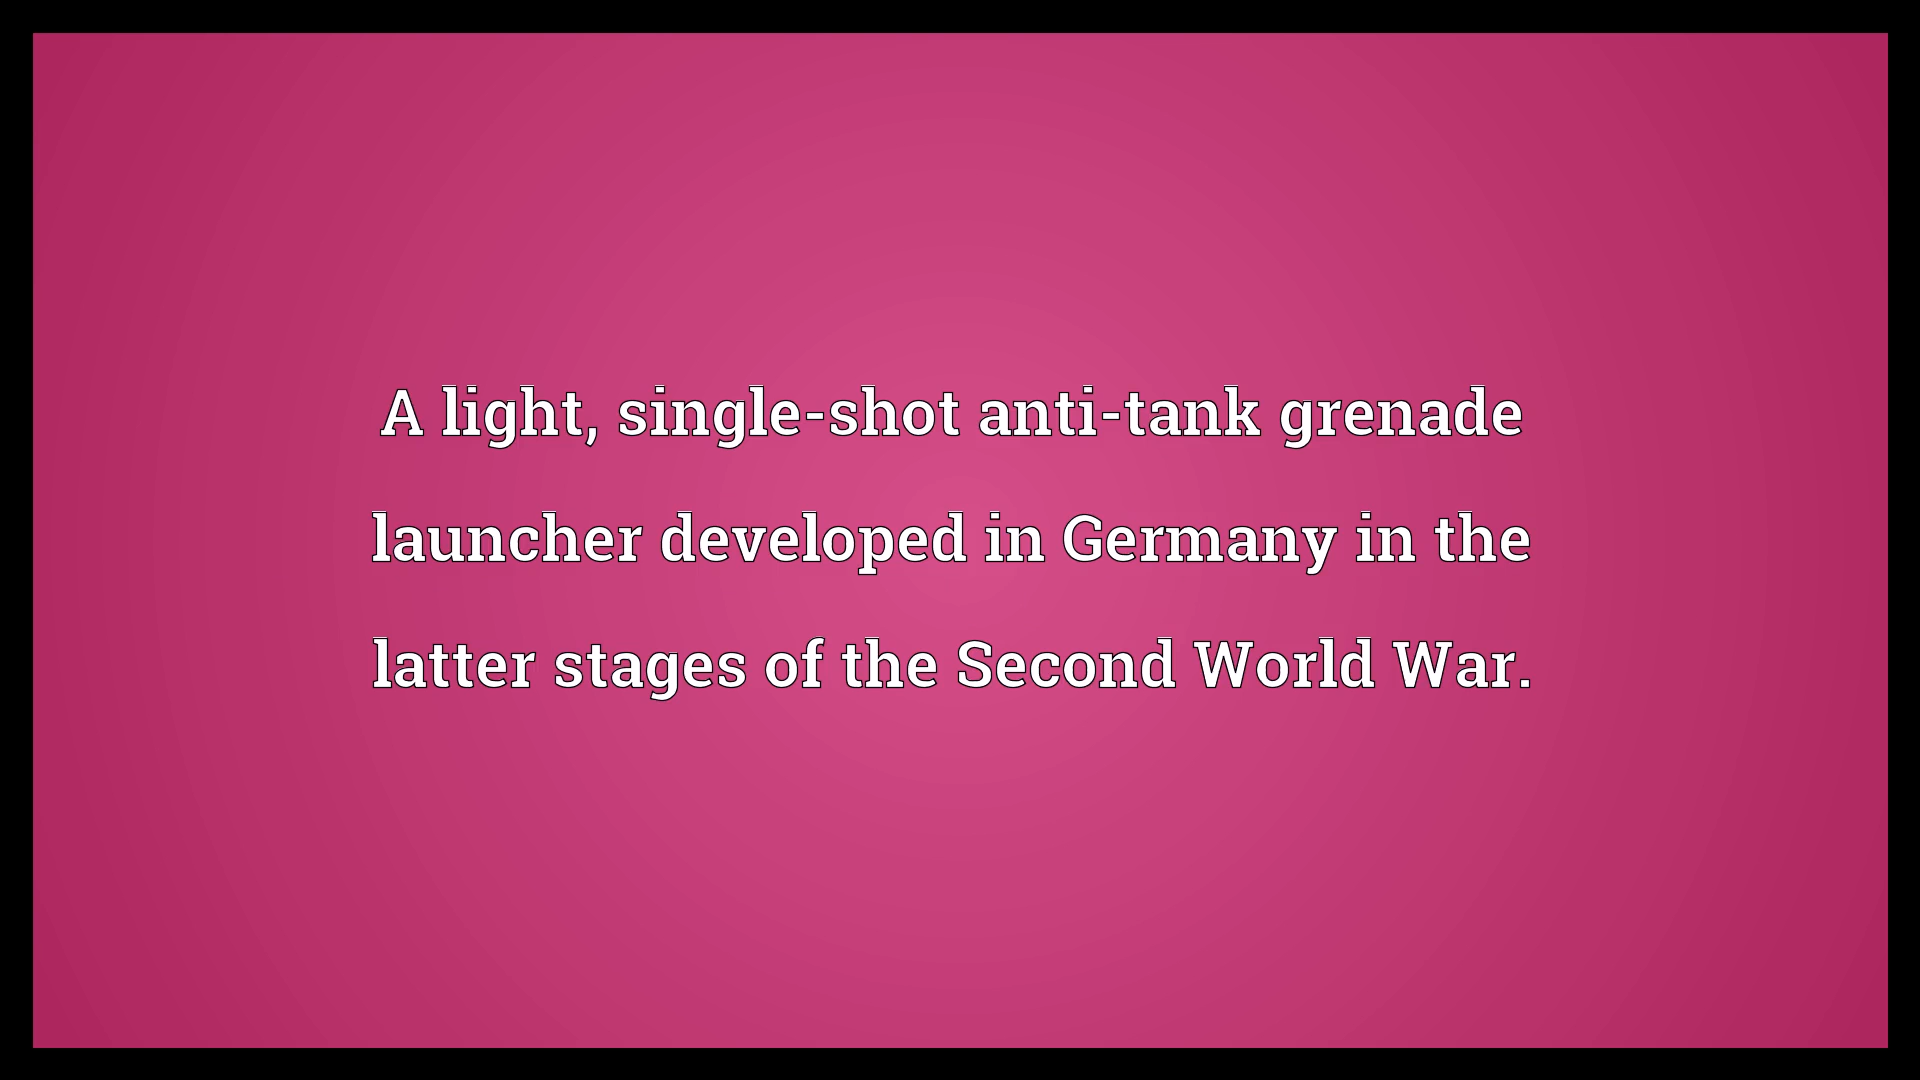 A light, single-shot anti-tank grenade
launcher developed in Germany in the
latter stages of the Second World War.